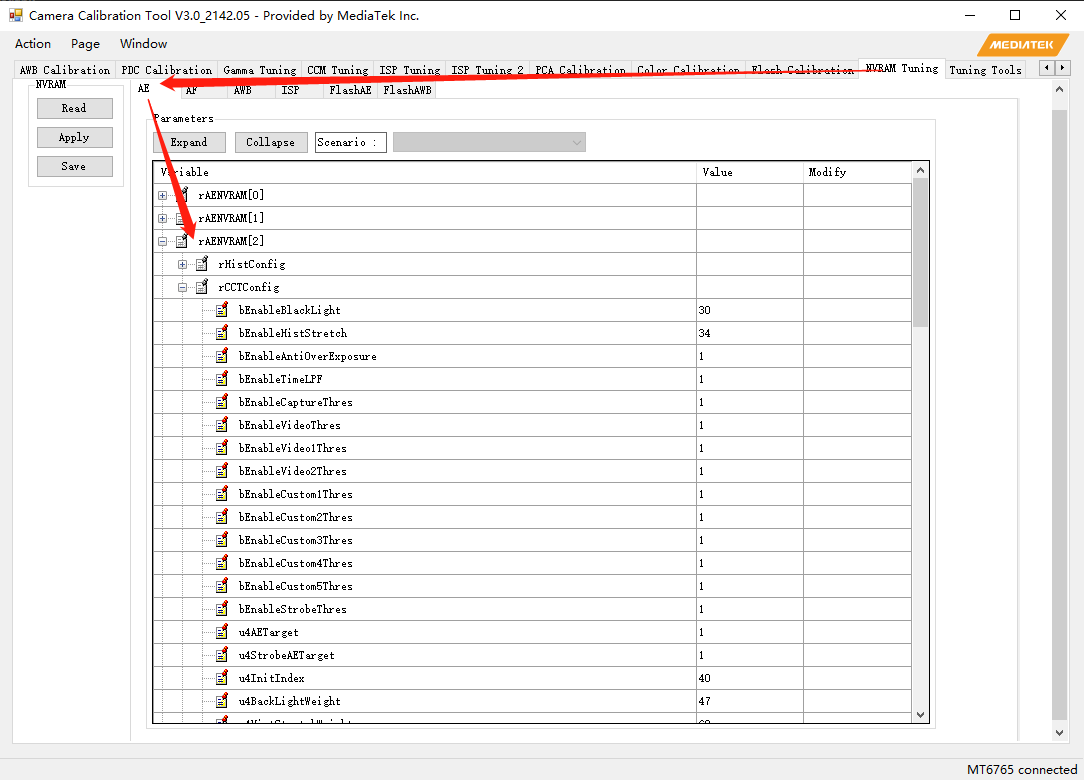 Camera Calibration Tool V3.0_2142.05 - Provided by MediaTek Inc.
Action Page Window
MEDIATEK
AWB Calibration PDC Calibration Gamma Tuning CCM Tuning ISP Tuning ISP Tuning 2 PCA Calibration Color Calibration Flash Calibration NVRAM Tuning Tuning Tools
NVRAM
Read
Apply
Save
AE AF AWB ISP FlashAE FlashAWB
Parameters
Expand Collapse Scenario :
Variable Value Modify
rAENVRAM[0]
rAENVRAM[1]
rAENVRAM[2]
rHistConfig
rCCTConfig
bEnableBlackLight 30
bEnableHistStretch 34
bEnableAntiOverExposure 1
bEnableTimeLPF 1
bEnableCaptureThres 1
bEnableVideoThres 1
bEnableVideo1Thres 1
bEnableVideo2Thres 1
bEnableCustom1Thres 1
bEnableCustom2Thres 1
bEnableCustom3Thres 1
bEnableCustom4Thres 1
bEnableCustom5Thres 1
bEnableStrobeThres 1
u4AETarget 1
u4StrobeAETarget 1
u4InitIndex 40
u4BackLightWeight 47
MT6765 connected